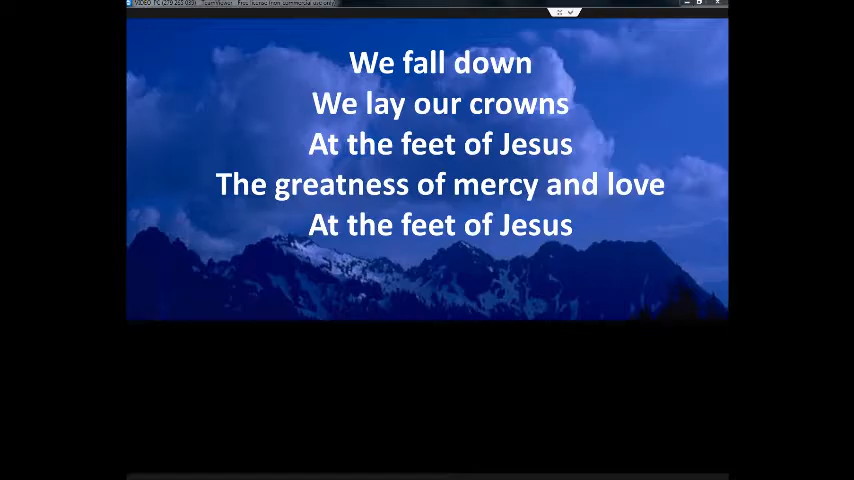 We fall down
We lay our crowns
At the feet of Jesus
The greatness of mercy and love
At the feet of Jesus